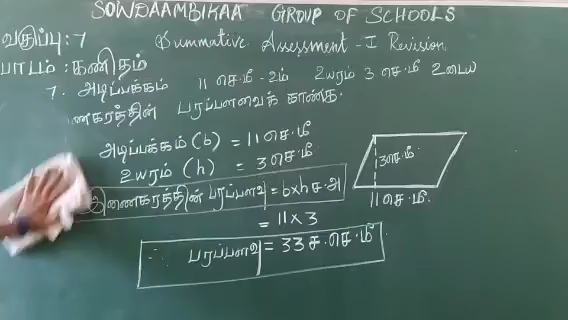 SOWDAAMBIKAA GROUP OF SCHOOLS
வகுப்பு : 7 Summative Assessment - I Revision
பாடம் : கணிதம்
7. அடிப்பக்கம் 11 செ.மீ உம் உயரம் 3 செ.மீ உடைய
ணகரத்தின் பரப்பளவைக் காண்க.
அடிப்பக்கம் (b) = 11 செ.மீ
உயரம் (h) = 3 செ.மீ
இணைகரத்தின் பரப்பளவு = b x h ச.அ
= 11 x 3
∴ பரப்பளவு = 33 ச.செ.மீ.
3 செ.மீ
11 செ.மீ.